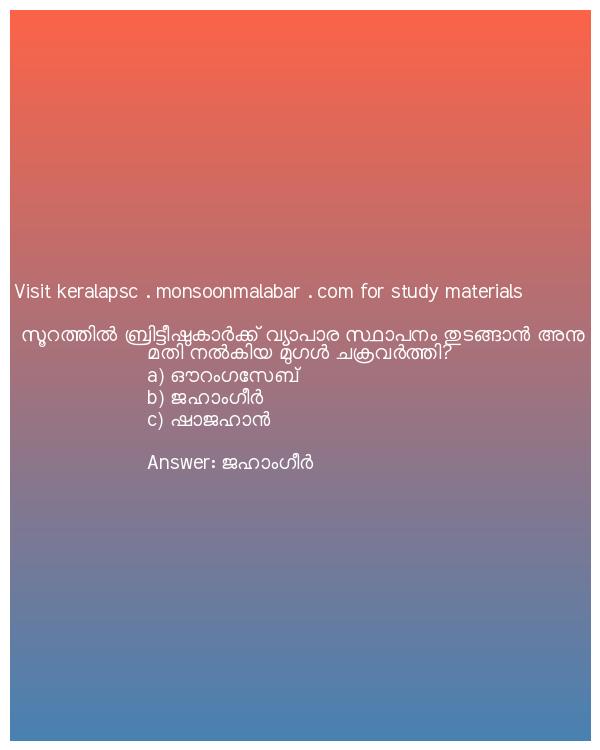 Visit keralapsc . monsoonmalabar . com for study materials
സൂറത്തിൽ ബ്രിട്ടീഷുകാർക്ക് വ്യാപാര സ്ഥാപനം തുടങ്ങാൻ അനു
മതി നൽകിയ മുഗൾ ചക്രവർത്തി?
a) ഔറംഗസേബ്
b) ജഹാംഗീർ
c) ഷാജഹാൻ
Answer: ജഹാംഗീർ